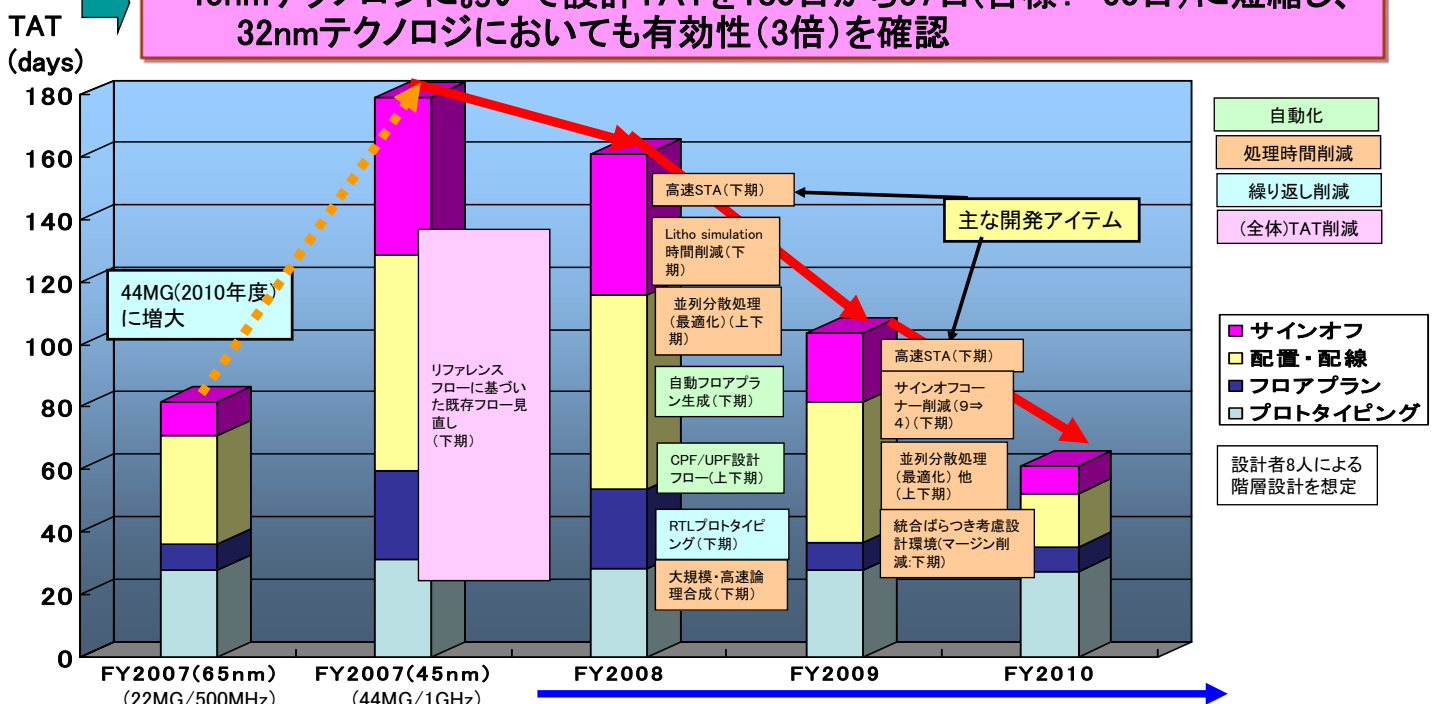 32nmテクノロジにおいても有効性(3倍)を確認
TAT
(days)
180
160
140
120
100
80
60
40
20
0
44MG(2010年度)
に増大
リファレンス
フローに基づい
た既存フロー見
直し
(下期)
高速STA(下期)
Litho simulation
時間削減(下
期)
並列分散処理
(最適化)(上下
期)
自動フロアプラ
ン生成(下期)
CPF/UPF設計
フロー(上下期)
RTLプロトタイピ
ング(下期)
大規模・高速論
理合成(下期)
主な開発アイテム
高速STA(下期)
サインオフコー
ナー削減(9⇒
4)(下期)
並列分散処理
(最適化) 他
(上下期)
統合ばらつき考慮設
計環境(マージン削
減:下期)
自動化
処理時間削減
繰り返し削減
(全体)TAT削減
サインオフ
配置・配線
フロアプラン
プロトタイピング
設計者8人による
階層設計を想定
FY2007(65nm)
(22MG/500MHz)
FY2007(45nm)
(44MG/1GHz)
FY2008
FY2009
FY2010